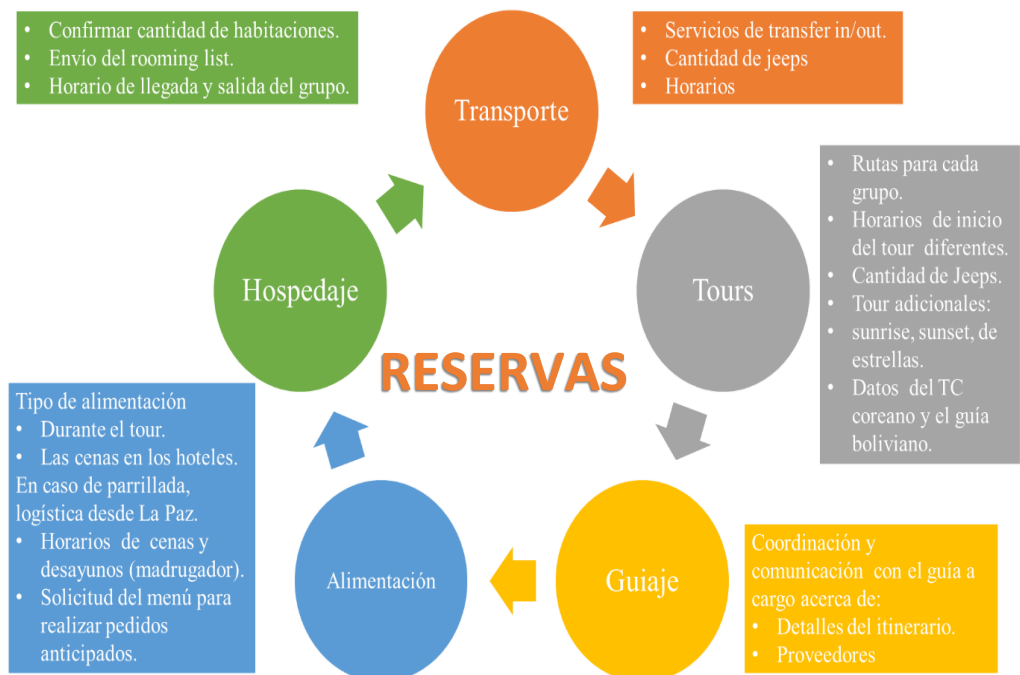 • Confirmar cantidad de habitaciones.
• Envío del rooming list.
• Horario de llegada y salida del grupo.
Transporte
• Servicios de transfer in/out.
• Cantidad de jeeps
• Horarios
Hospedaje
Tours
• Rutas para cada
grupo.
• Horarios de inicio
del tour diferentes.
• Cantidad de Jeeps.
• Tour adicionales:
• sunrise, sunset, de
estrellas.
• Datos del TC
coreano y el guía
boliviano.
RESERVAS
Tipo de alimentación
• Durante el tour.
• Las cenas en los hoteles.
En caso de parrillada,
logística desde La Paz.
• Horarios de cenas y
desayunos (madrugador).
• Solicitud del menú para
realizar pedidos
anticipados.
Alimentación
Guiaje
Coordinación y
comunicación con el guía a
cargo acerca de:
• Detalles del itinerario.
• Proveedores